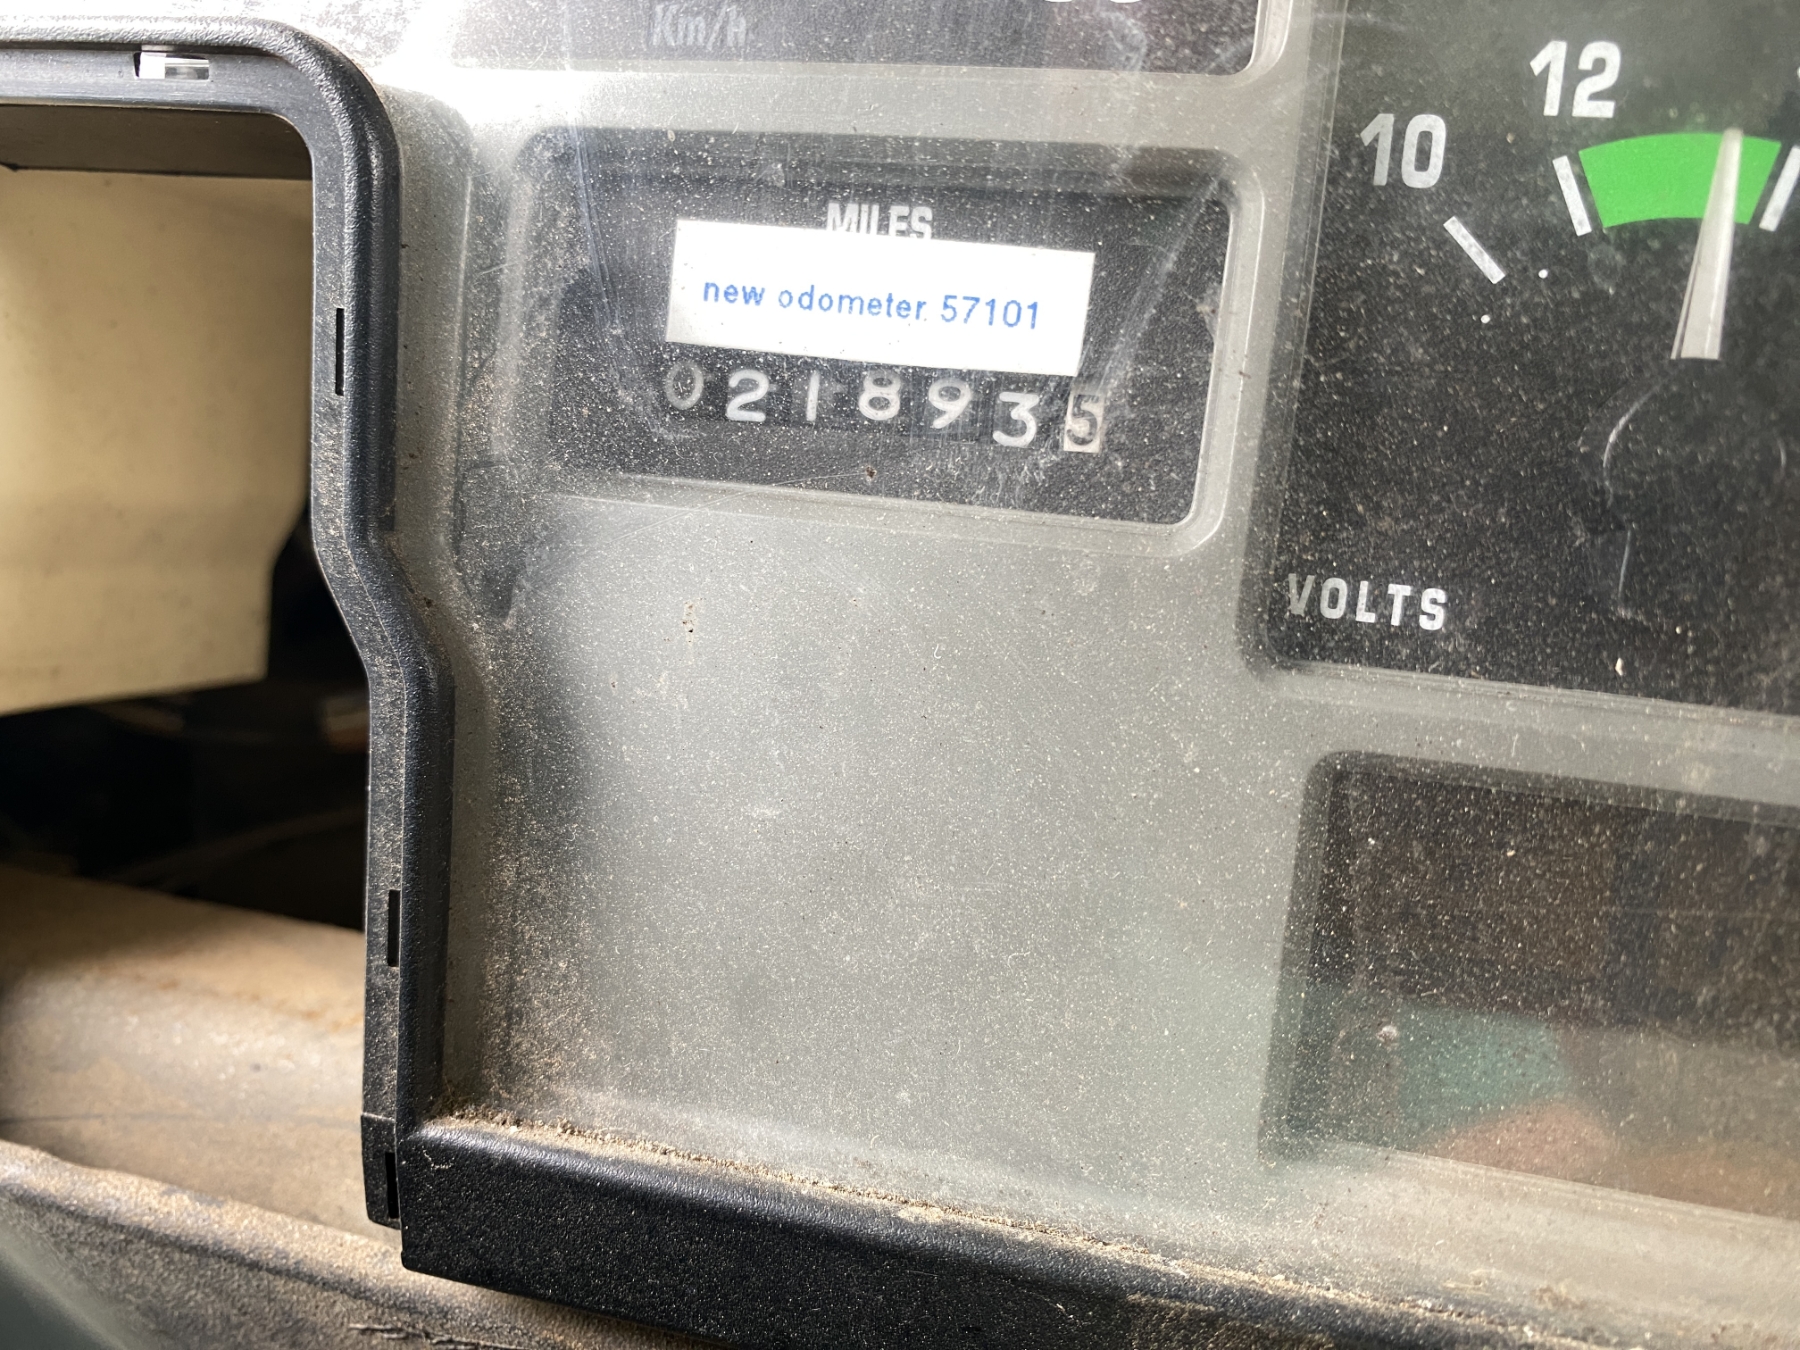 Km/h
10 12
MILES
new odometer 57101
0218935
VOLTS